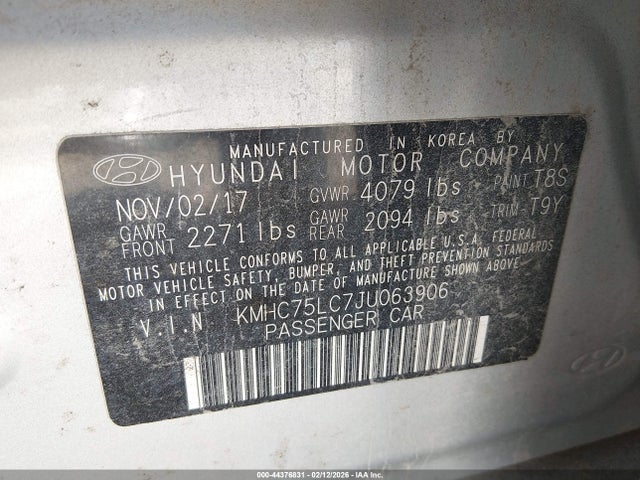 MANUFACTURED IN KOREA BY
HYUNDAI MOTOR COMPANY
NOV/02/17 GVWR 4079 lbs PAINT T8S
GAWR FRONT 2271 lbs GAWR REAR 2094 lbs TRIM T9Y
THIS VEHICLE CONFORMS TO ALL APPLICABLE U.S.A. FEDERAL
MOTOR VEHICLE SAFETY, BUMPER, AND THEFT PREVENTION STANDARDS
IN EFFECT ON THE DATE OF MANUFACTURE SHOWN ABOVE.
V.I.N KMHC75LC7JU063906
PASSENGER CAR
000-44376831 - 02/12/2026 - IAAI.COM